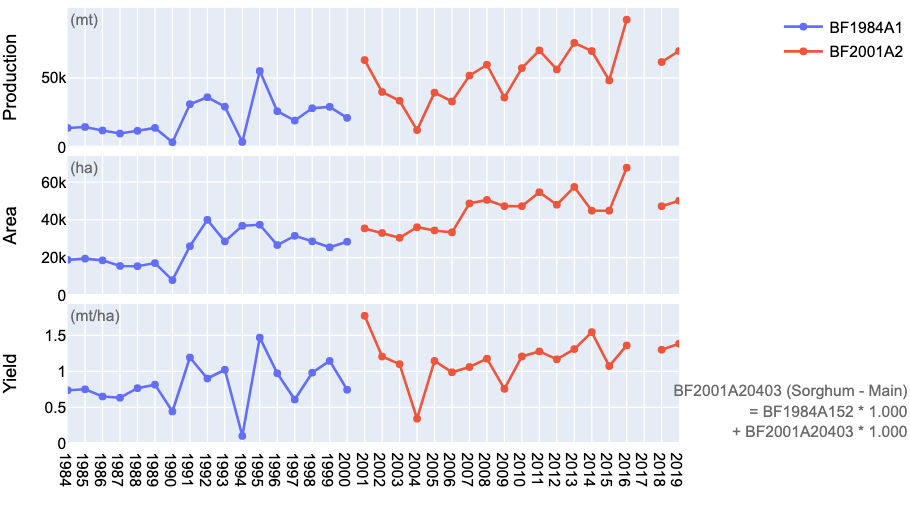 (mt)
Production
50k
0
BF1984A1
BF2001A2
(ha)
Area
60k
40k
20k
0
(mt/ha)
Yield
1.5
1
0.5
0
1984
1985
1986
1987
1988
1989
1990
1991
1992
1993
1994
1995
1996
1997
1998
1999
2000
2001
2002
2003
2004
2005
2006
2007
2008
2009
2010
2011
2012
2013
2014
2015
2016
2017
2018
2019
BF2001A20403 (Sorghum - Main)
= BF1984A152 * 1.000
+ BF2001A20403 * 1.000